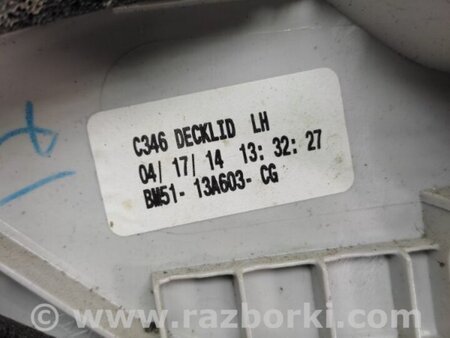 C346 DECKLID LH
04/ 17/ 14 13: 32: 27
BM51- 13A603- CG
www.razborki.com